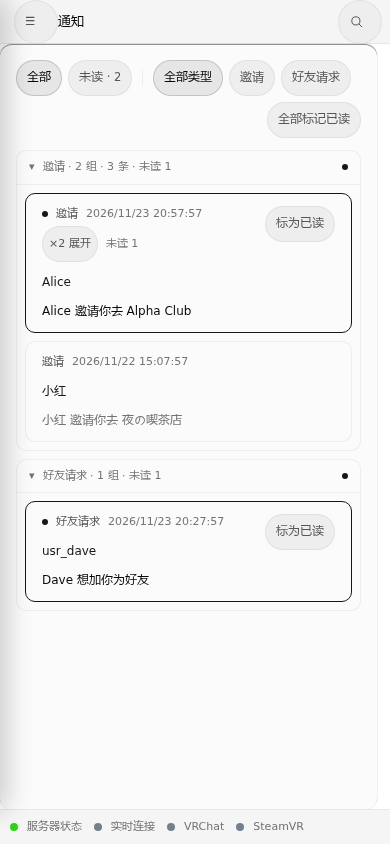 ☰ 通知
全部 未读 · 2 全部类型 邀请 好友请求
全部标记已读
▾ 邀请 · 2 组 · 3 条 · 未读 1
邀请 2026/11/23 20:57:57 标为已读
×2 展开 未读 1
Alice
Alice 邀请你去 Alpha Club
邀请 2026/11/22 15:07:57
小红
小红 邀请你去 夜の喫茶店
▾ 好友请求 · 1 组 · 未读 1
好友请求 2026/11/23 20:27:57 标为已读
usr_dave
Dave 想加你为好友
服务器状态 实时连接 VRChat SteamVR